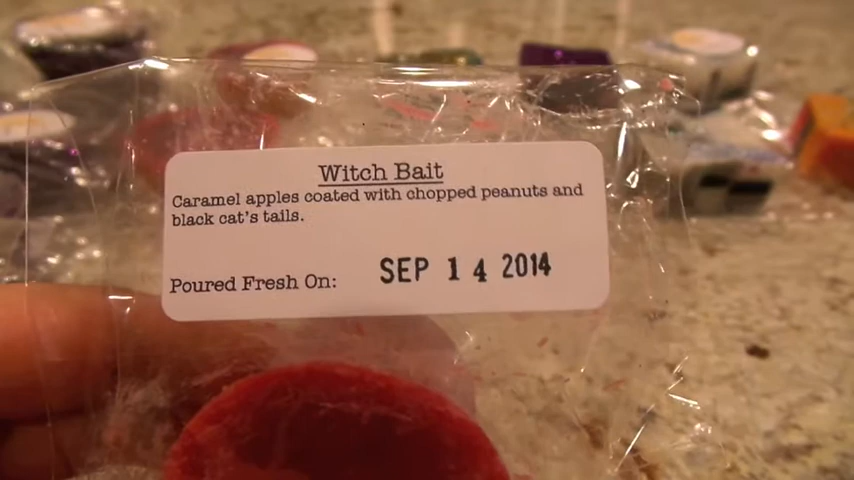 Witch Bait
Caramel apples coated with chopped peanuts and
black cat's tails.
Poured Fresh On: SEP 14 2014